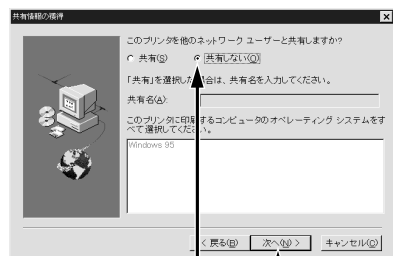 共有情報の獲得
このプリンタを他のネットワーク ユーザーと共有しますか?
共有(S) 共有しない(O)
「共有」を選択した場合は、共有名を入力してください。
共有名(A):
このプリンタに印刷するコンピュータのオペレーティング システムをす
べて選択してください。
Windows 95
< 戻る(B) 次へ(N) > キャンセル(C)